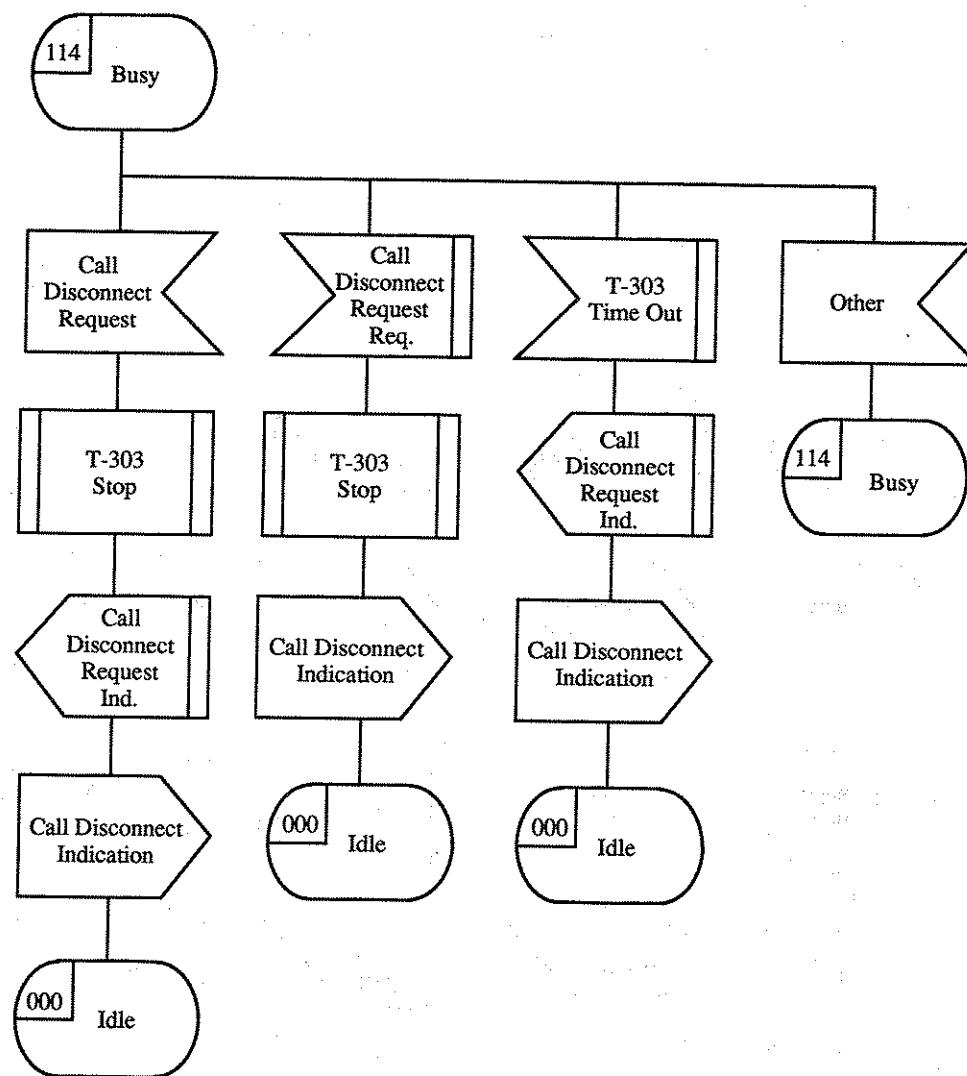 114
Busy
Call
Disconnect
Request
T-303
Stop
Call
Disconnect
Request
Ind.
Call Disconnect
Indication
000
Idle
Call
Disconnect
Request
Req.
T-303
Stop
Call Disconnect
Indication
000
Idle
T-303
Time Out
Call
Disconnect
Request
Ind.
Call Disconnect
Indication
000
Idle
Other
114
Busy